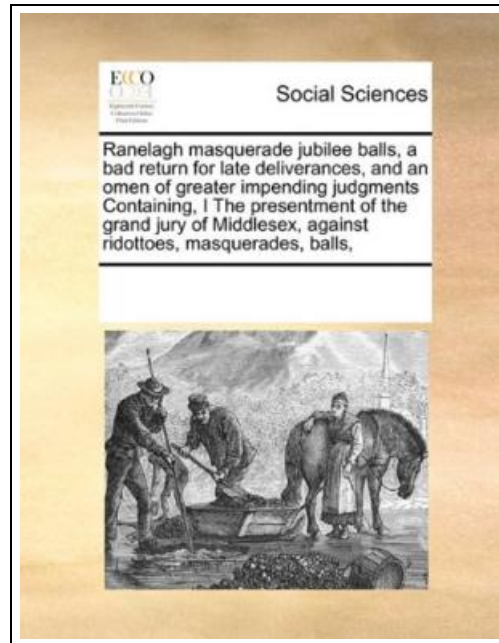 ECCO
Social Sciences
Ranelagh masquerade jubilee balls, a
bad return for late deliverances, and an
omen of greater impending judgments
Containing, I The presentment of the
grand jury of Middlesex, against
ridottoes, masquerades, balls,